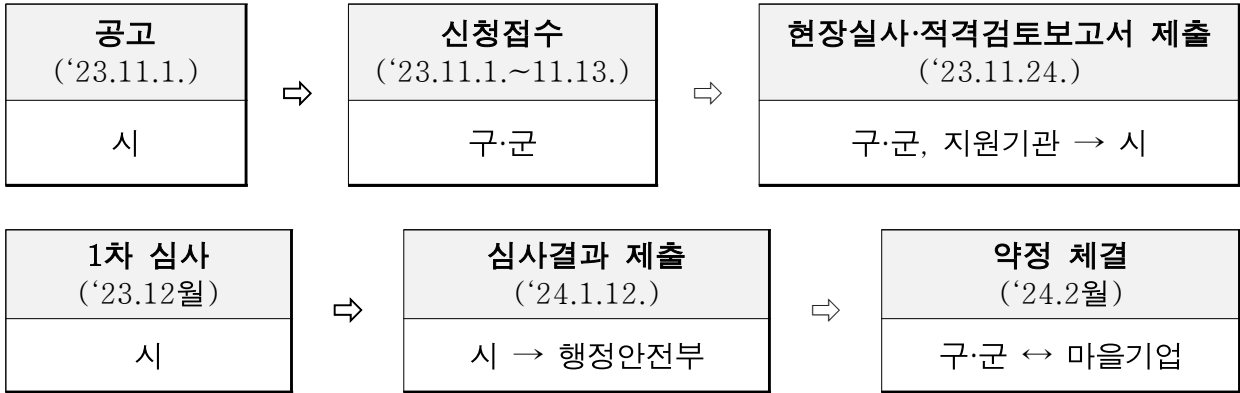 공고
(‘23.11.1.)
시
⇨
신청접수
(‘23.11.1.~11.13.)
구·군
⇨
현장실사·적격검토보고서 제출
(‘23.11.24.)
구·군, 지원기관 → 시
1차 심사
(‘23.12월)
시
⇨
심사결과 제출
(‘24.1.12.)
시 → 행정안전부
⇨
약정 체결
(‘24.2월)
구·군 ↔ 마을기업